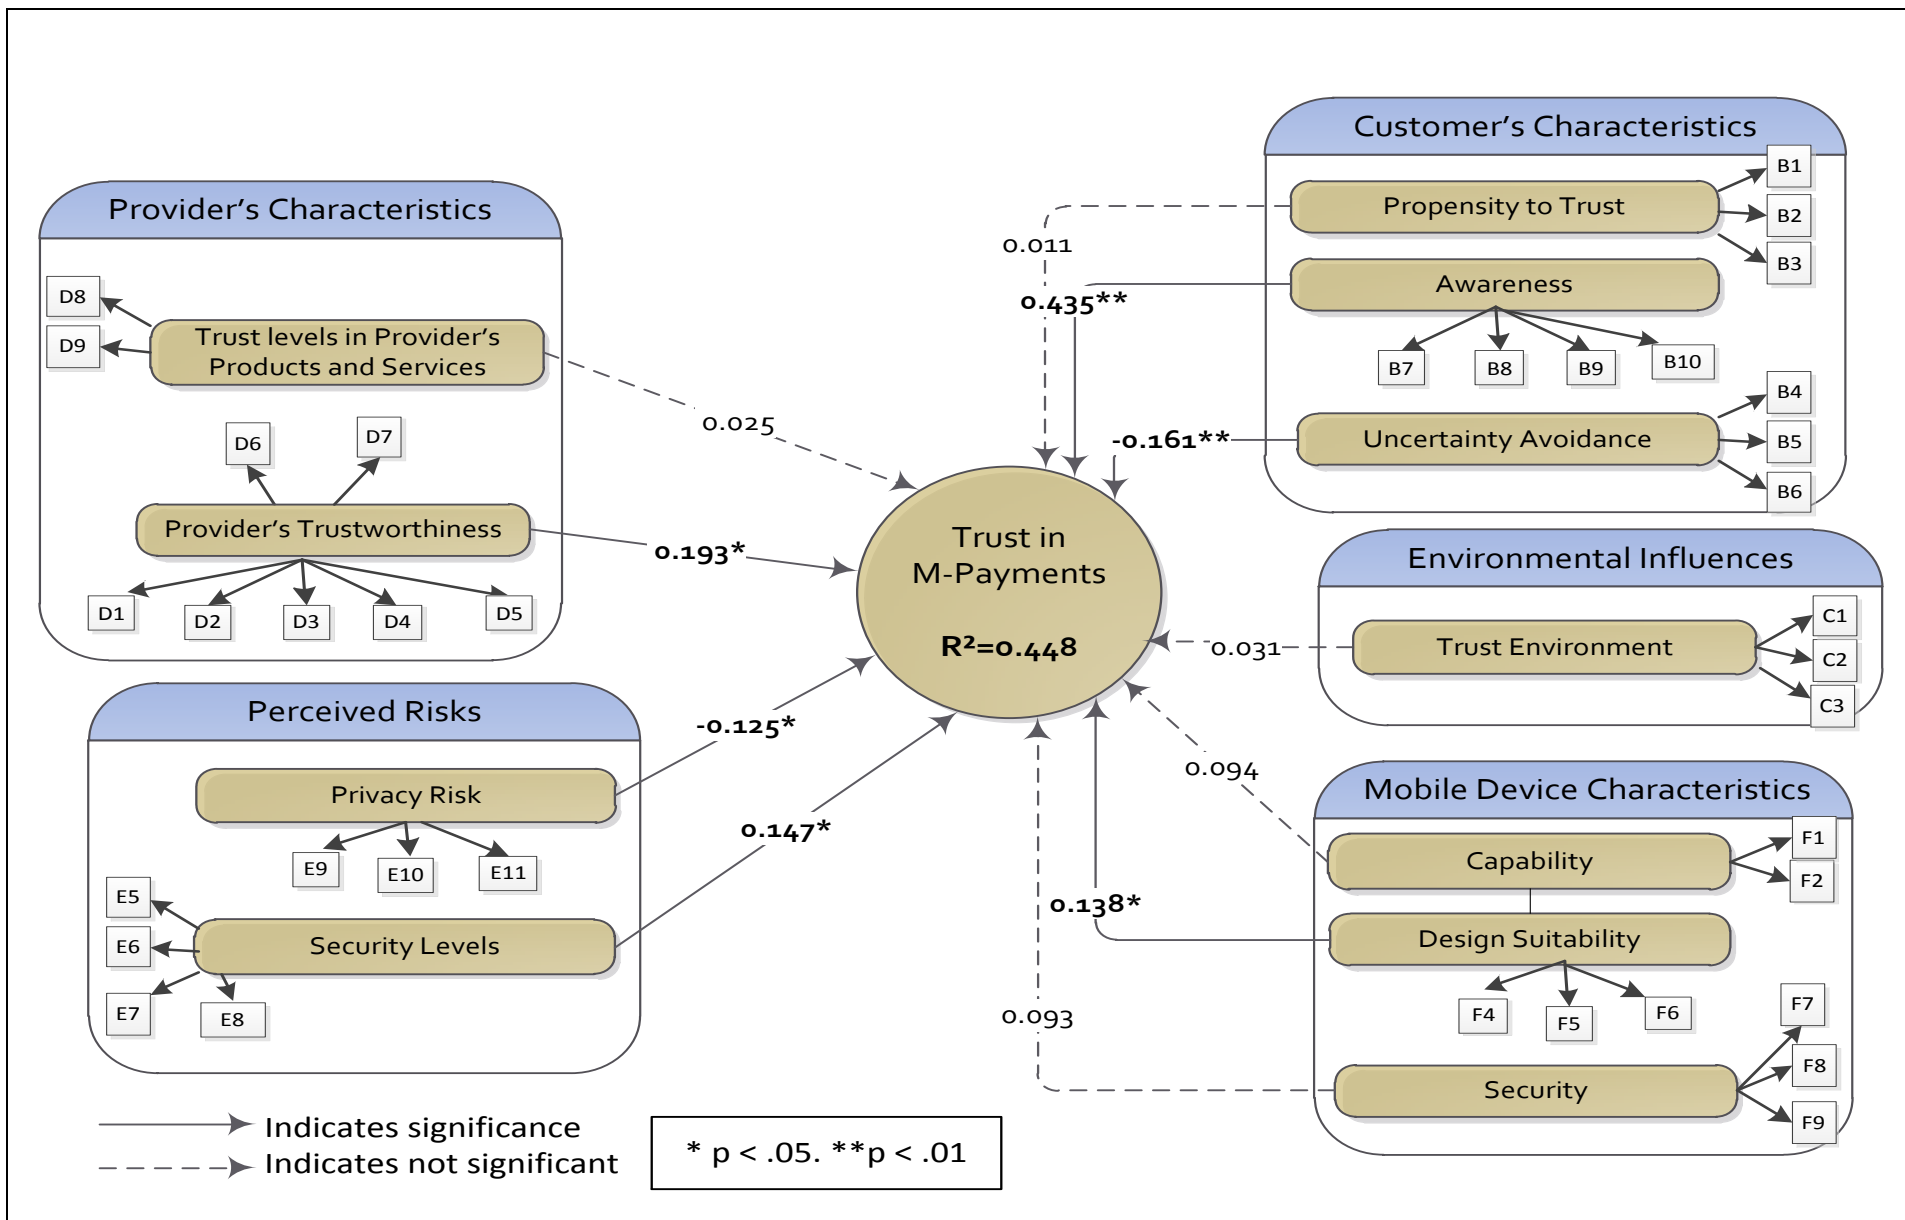 Provider's Characteristics
D8
D9
Trust levels in Provider's
Products and Services
D6
D7
Provider's Trustworthiness
D1
D2
D3
D4
D5
Perceived Risks
Privacy Risk
E9
E10
E11
E5
E6
E7
E8
Security Levels
0.025
0.193*
-0.125*
0.147*
Trust in
M-Payments
R²=0.448
0.011
0.435**
-0.161**
0.031
0.094
0.138*
0.093
Customer's Characteristics
Propensity to Trust
B1
B2
B3
Awareness
B7
B8
B9
B10
Uncertainty Avoidance
B4
B5
B6
Environmental Influences
Trust Environment
C1
C2
C3
Mobile Device Characteristics
Capability
F1
F2
Design Suitability
F4
F5
F6
Security
F7
F8
F9
Indicates significance
Indicates not significant
* p < .05. **p < .01